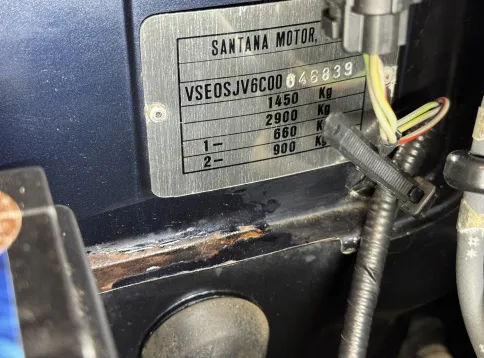 SANTANA MOTOR,
VSE0SJV6C00046839
1450 Kg
2900 Kg
1– 660 Kg
2– 900 Kg